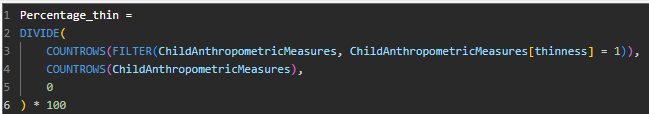 1 Percentage_thin =
2 DIVIDE(
3 COUNTROWS(FILTER(ChildAnthropometricMeasures, ChildAnthropometricMeasures[thinness] = 1)),
4 COUNTROWS(ChildAnthropometricMeasures),
5 0
6 ) * 100